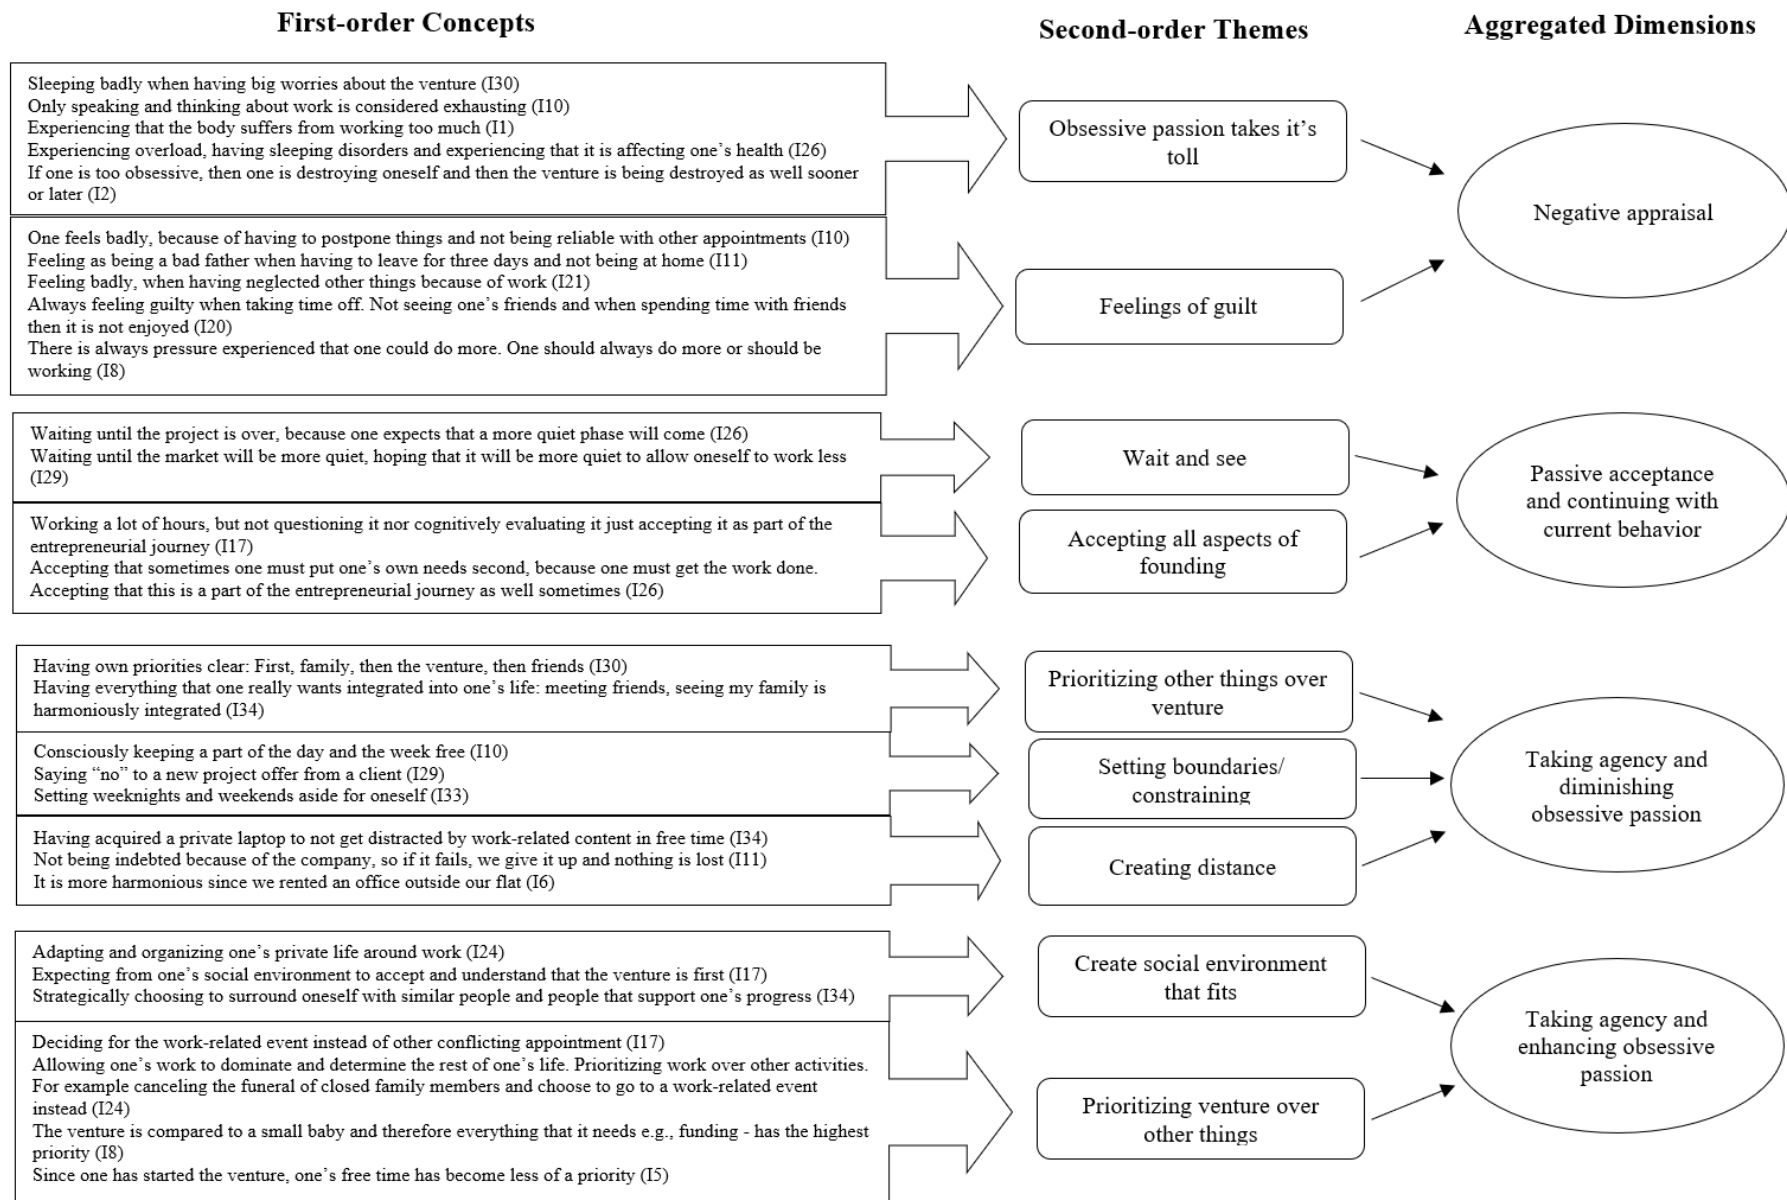 First-order Concepts
Second-order Themes
Aggregated Dimensions
Sleeping badly when having big worries about the venture (I30)
Only speaking and thinking about work is considered exhausting (I10)
Experiencing that the body suffers from working too much (I1)
Experiencing overload, having sleeping disorders and experiencing that it is affecting one’s health (I26)
If one is too obsessive, then one is destroying oneself and then the venture is being destroyed as well sooner
or later (I2)
Obsessive passion takes it’s
toll
One feels badly, because of having to postpone things and not being reliable with other appointments (I10)
Feeling as being a bad father when having to leave for three days and not being at home (I11)
Feeling badly, when having neglected other things because of work (I21)
Always feeling guilty when taking time off. Not seeing one’s friends and when spending time with friends
then it is not enjoyed (I20)
There is always pressure experienced that one could do more. One should always do more or should be
working (I8)
Feelings of guilt
Negative appraisal
Waiting until the project is over, because one expects that a more quiet phase will come (I26)
Waiting until the market will be more quiet, hoping that it will be more quiet to allow oneself to work less
(I29)
Wait and see
Working a lot of hours, but not questioning it nor cognitively evaluating it just accepting it as part of the
entrepreneurial journey (I17)
Accepting that sometimes one must put one’s own needs second, because one must get the work done.
Accepting that this is a part of the entrepreneurial journey as well sometimes (I26)
Accepting all aspects of
founding
Passive acceptance
and continuing with
current behavior
Having own priorities clear: First, family, then the venture, then friends (I30)
Having everything that one really wants integrated into one’s life: meeting friends, seeing my family is
harmoniously integrated (I34)
Prioritizing other things over
venture
Consciously keeping a part of the day and the week free (I10)
Saying “no” to a new project offer from a client (I29)
Setting weeknights and weekends aside for oneself (I33)
Setting boundaries/
constraining
Having acquired a private laptop to not get distracted by work-related content in free time (I34)
Not being indebted because of the company, so if it fails, we give it up and nothing is lost (I11)
It is more harmonious since we rented an office outside our flat (I6)
Creating distance
Taking agency and
diminishing
obsessive passion
Adapting and organizing one’s private life around work (I24)
Expecting from one’s social environment to accept and understand that the venture is first (I17)
Strategically choosing to surround oneself with similar people and people that support one’s progress (I34)
Create social environment
that fits
Deciding for the work-related event instead of other conflicting appointment (I17)
Allowing one’s work to dominate and determine the rest of one’s life. Prioritizing work over other activities.
For example canceling the funeral of closed family members and choose to go to a work-related event
instead (I24)
The venture is compared to a small baby and therefore everything that it needs e.g., funding - has the highest
priority (I8)
Since one has started the venture, one’s free time has become less of a priority (I5)
Prioritizing venture over
other things
Taking agency and
enhancing obsessive
passion